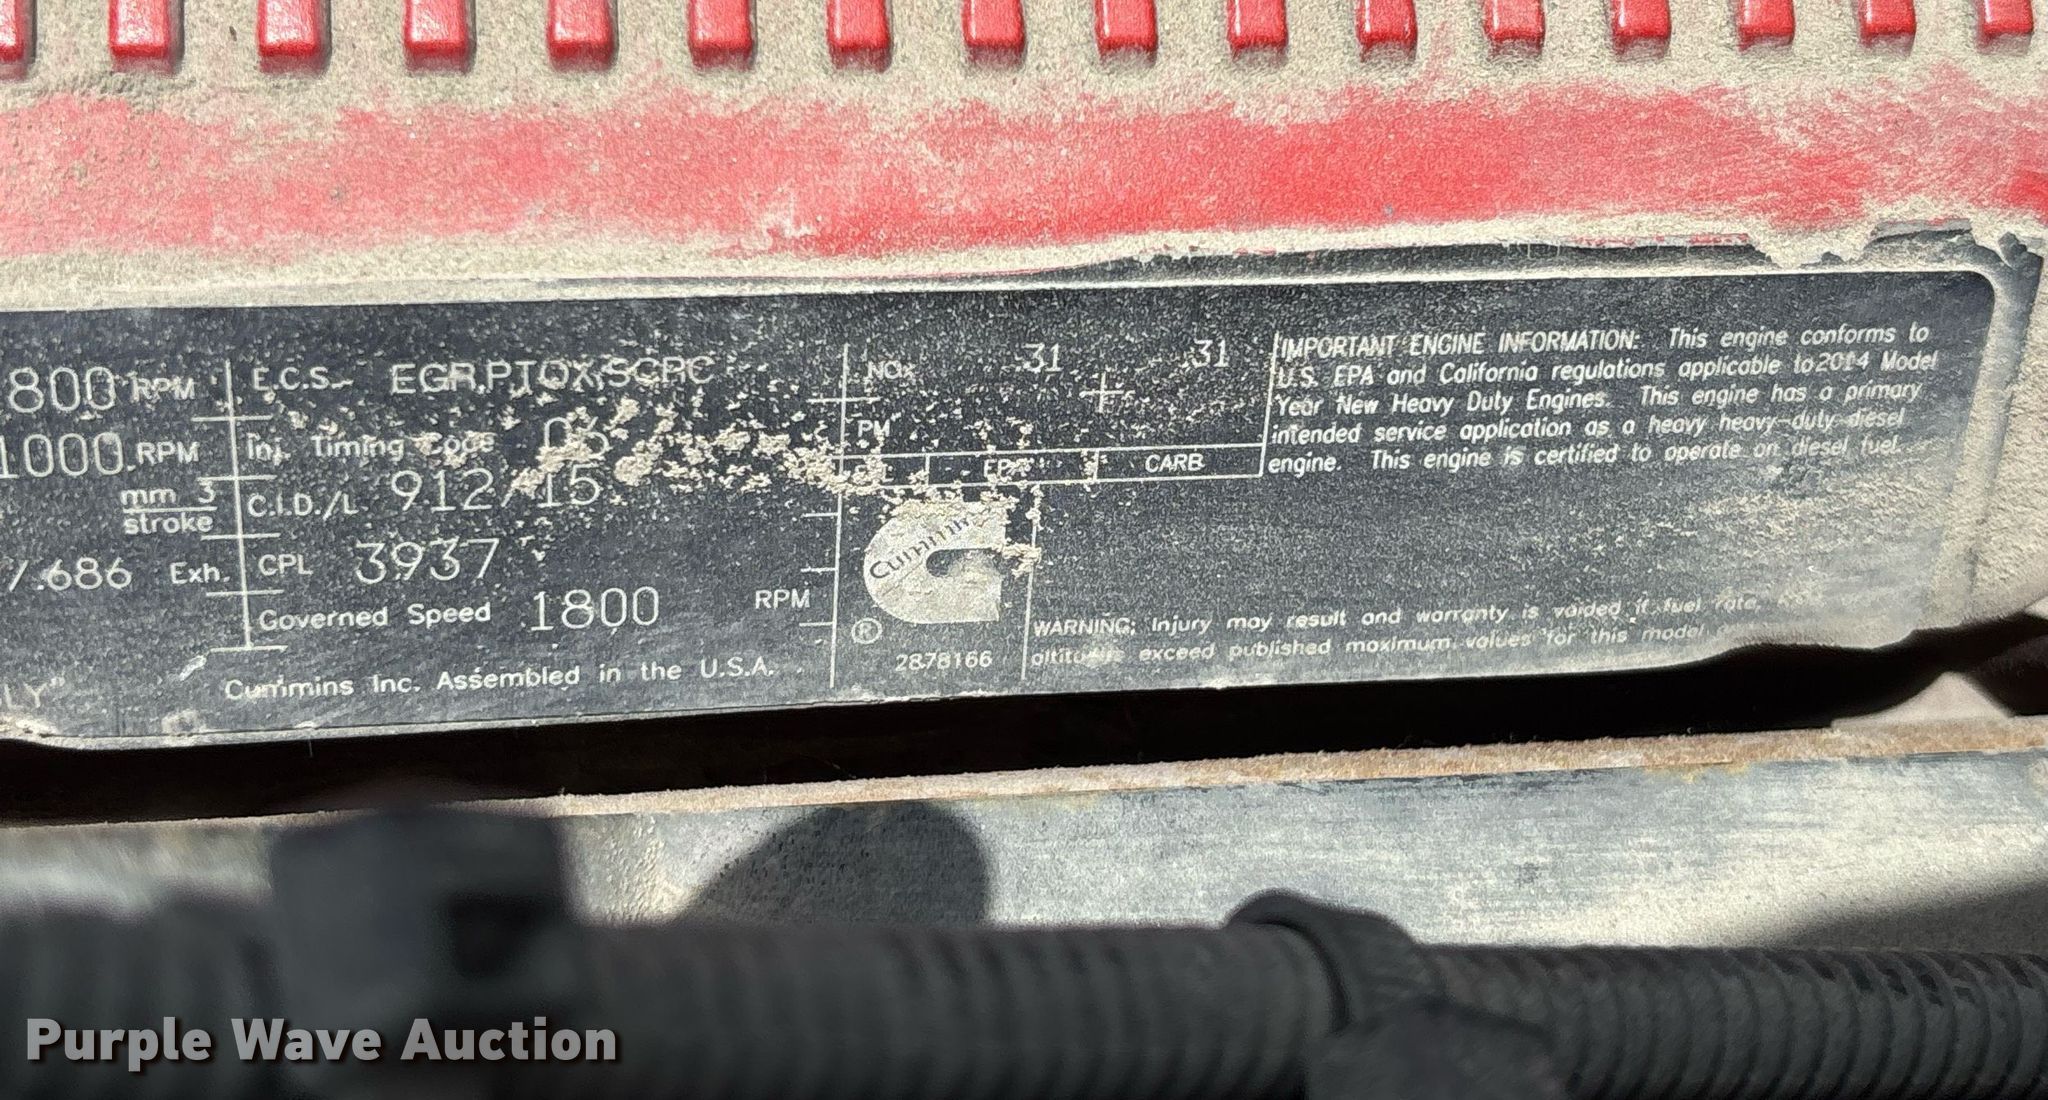 800 RPM
1000 RPM
mm 3
stroke
/.686 Exh.
LY"
E.C.S. EGR,PTOX,SCRC
Inj. Timing Code 06
C.I.D./L 912/15
CPL 3937
Governed Speed 1800 RPM
Cummins Inc. Assembled in the U.S.A.
NOx .31 .31
PM
EPA CARB
Cummins
®
2878166
IMPORTANT ENGINE INFORMATION: This engine conforms to
U.S. EPA and California regulations applicable to 2014 Model
Year New Heavy Duty Engines. This engine has a primary
intended service application as a heavy heavy-duty diesel
engine. This engine is certified to operate on diesel fuel.
WARNING: Injury may result and warranty is voided if fuel rate,
altitude exceed published maximum values for this model
Purple Wave Auction